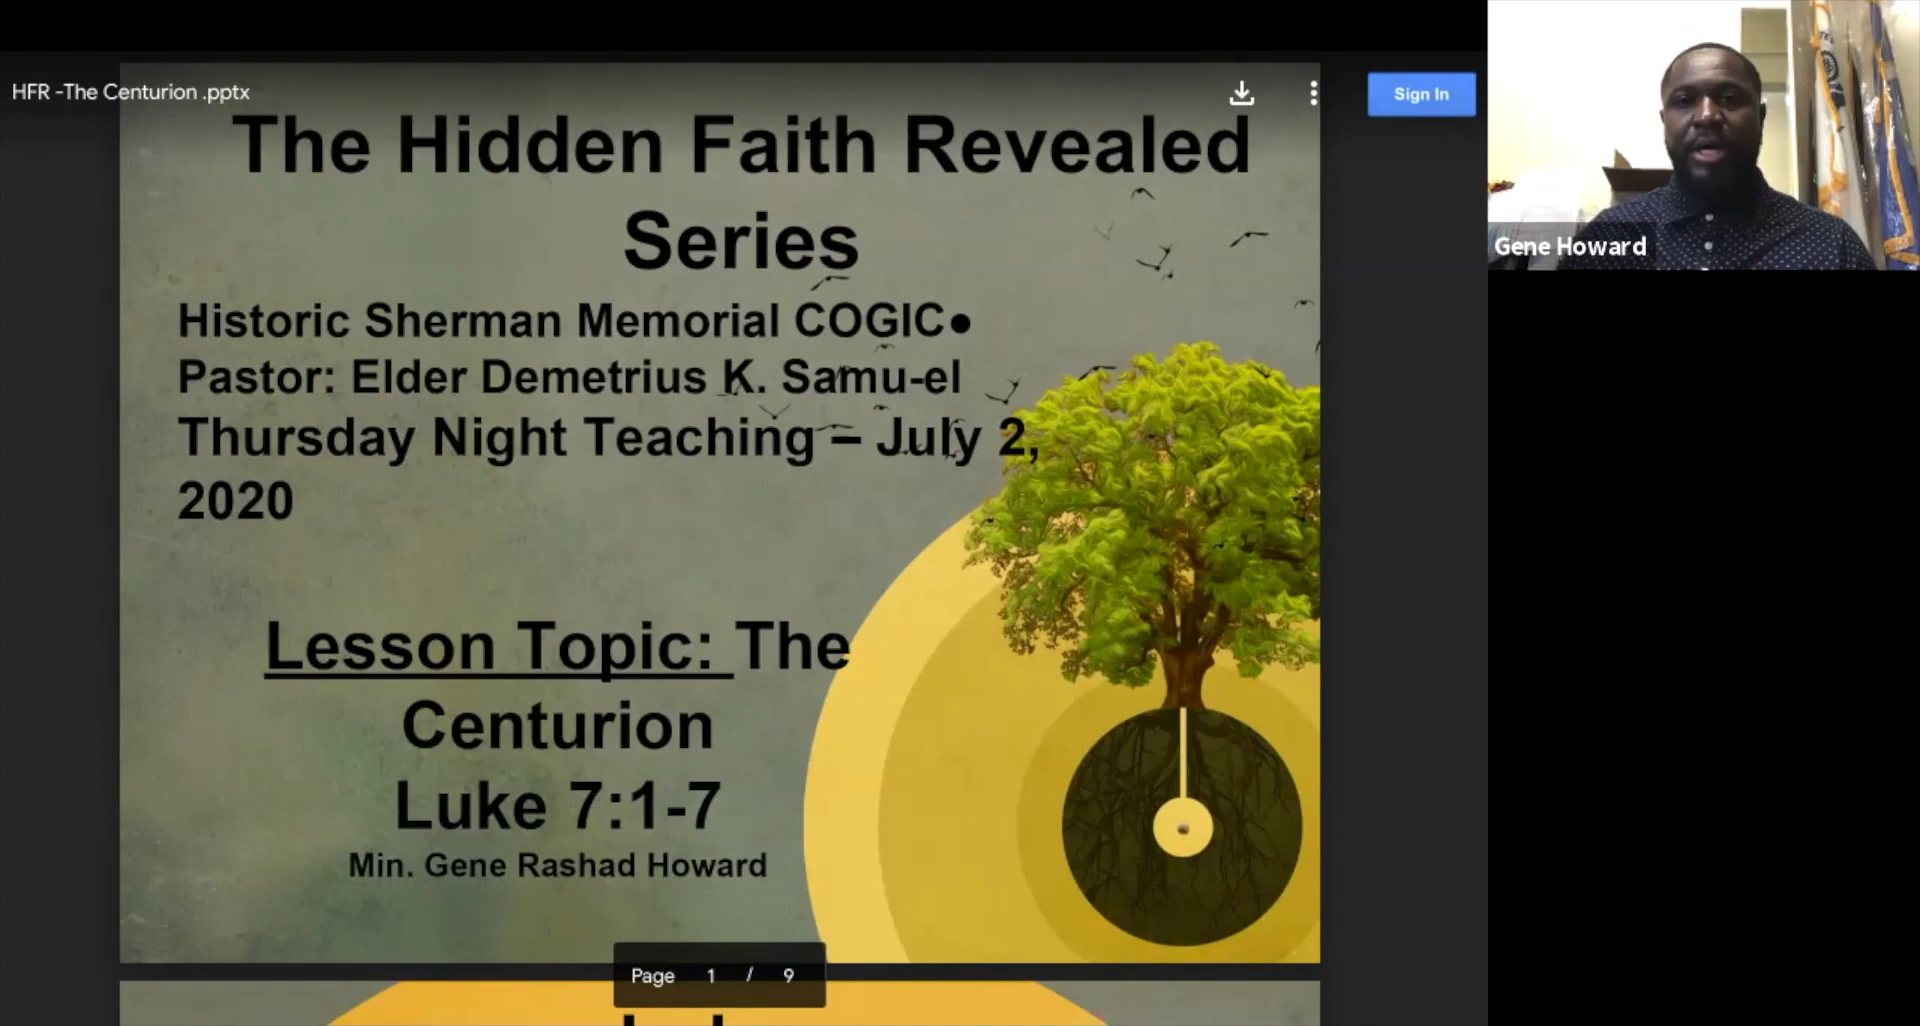 HFR -The Centurion .pptx
Sign In
The Hidden Faith Revealed
Series
Historic Sherman Memorial COGIC●
Pastor: Elder Demetrius K. Samu-el
Thursday Night Teaching – July 2,
2020
Lesson Topic: The
Centurion
Luke 7:1-7
Min. Gene Rashad Howard
Page 1 / 9
Gene Howard